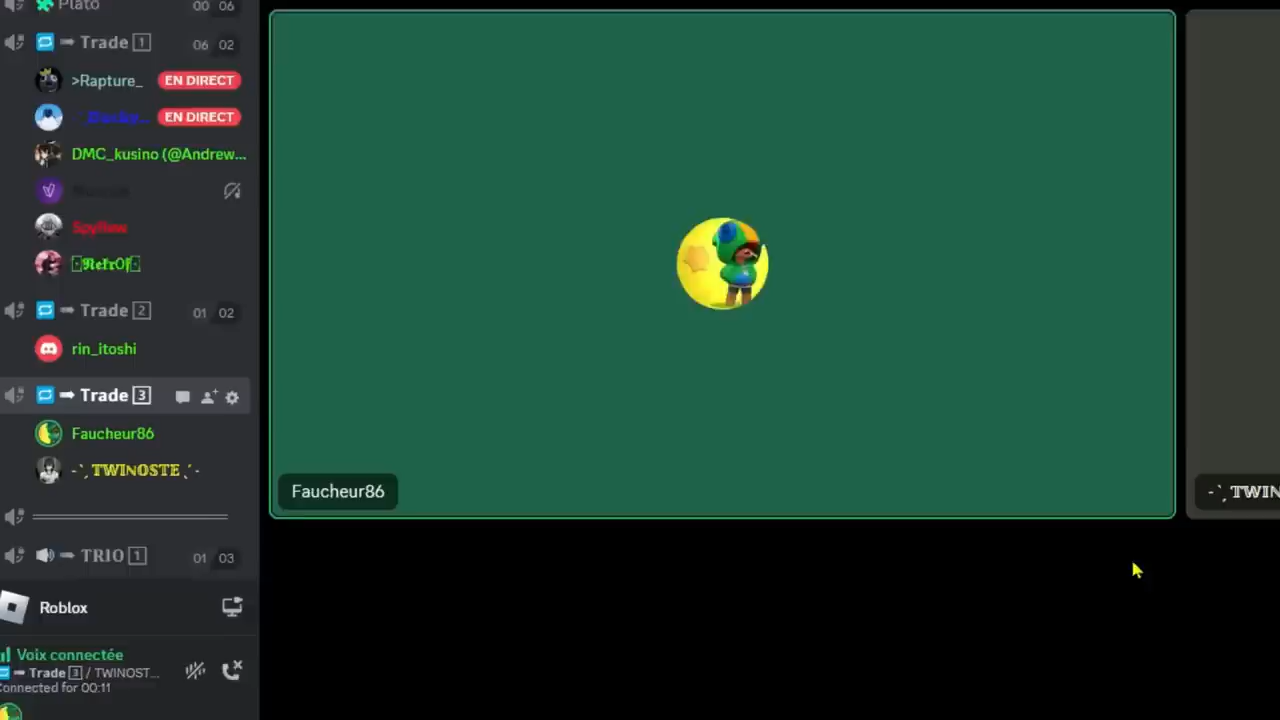 Plato 00 06
Trade 1 06 02
>Rapture_ EN DIRECT
EN DIRECT
DMC_kusino (@Andrew...
Trade 2 01 02
rin_itoshi
Trade 3
Faucheur86
-`ˏ TWINOSTE ˎ´-
TRIO 1 01 03
Roblox
Voix connectée
Trade 3 / TWINOST...
Connected for 00:11
Faucheur86
-`ˏ TWIN